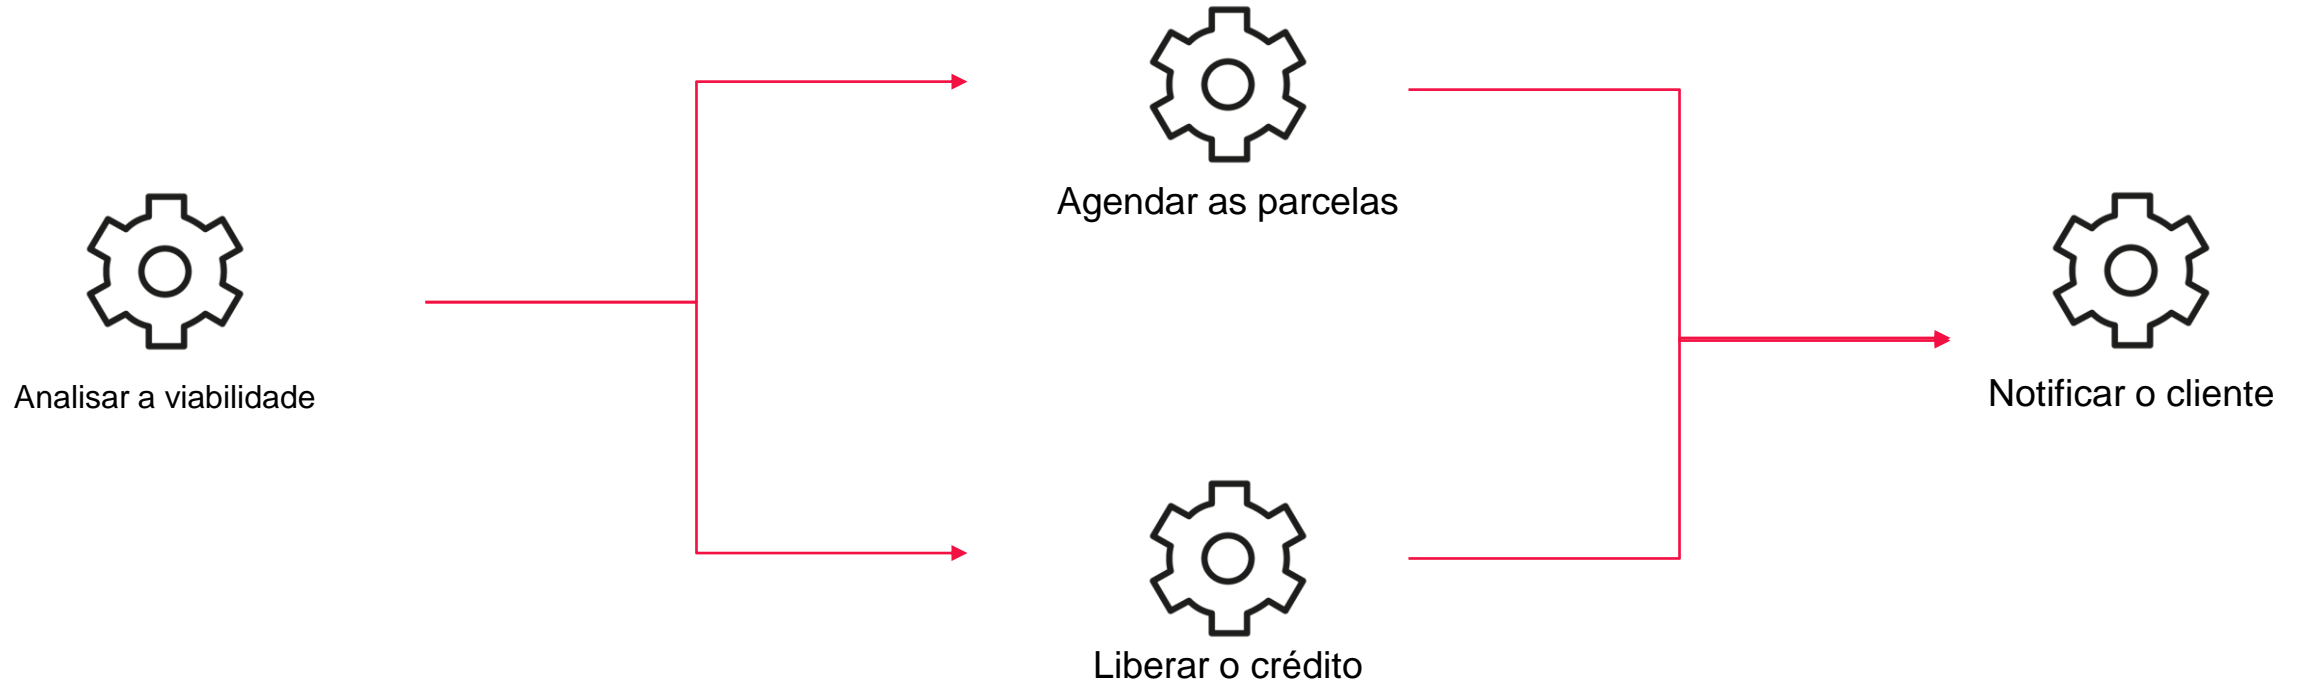 Analisar a viabilidade
Agendar as parcelas
Liberar o crédito
Notificar o cliente